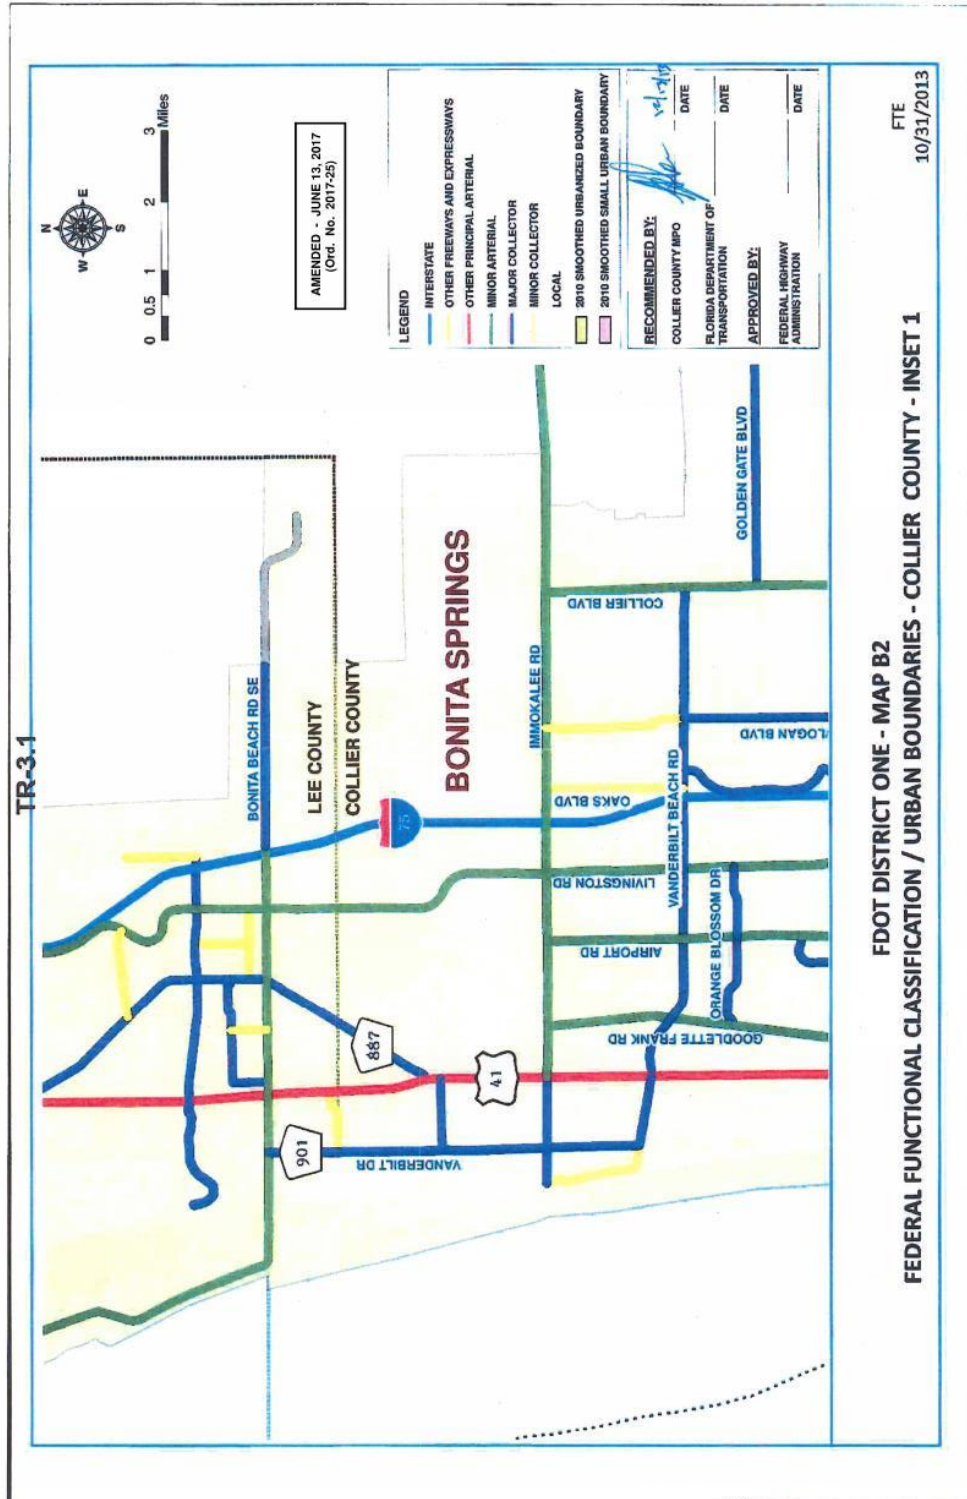 TR-3.1
N
W
E
S
0
0.5
1
2
3
Miles
AMENDED - JUNE 13, 2017
(Ord. No. 2017-25)
LEGEND
INTERSTATE
OTHER FREEWAYS AND EXPRESSWAYS
OTHER PRINCIPAL ARTERIAL
MINOR ARTERIAL
MAJOR COLLECTOR
MINOR COLLECTOR
LOCAL
2010 SMOOTHED URBANIZED BOUNDARY
2010 SMOOTHED SMALL URBAN BOUNDARY
RECOMMENDED BY:
COLLIER COUNTY MPO
DATE
FLORIDA DEPARTMENT OF
TRANSPORTATION
DATE
APPROVED BY:
FEDERAL HIGHWAY
ADMINISTRATION
DATE
BONITA BEACH RD SE
LEE COUNTY
COLLIER COUNTY
BONITA SPRINGS
75
887
41
901
VANDERBILT DR
IMMOKALEE RD
COLLIER BLVD
GOLDEN GATE BLVD
LOGAN BLVD
OAKS BLVD
VANDERBILT BEACH RD
LIVINGSTON RD
AIRPORT RD
ORANGE BLOSSOM DR
GOODLETTE FRANK RD
FDOT DISTRICT ONE - MAP B2
FEDERAL FUNCTIONAL CLASSIFICATION / URBAN BOUNDARIES - COLLIER COUNTY - INSET 1
FTE
10/31/2013